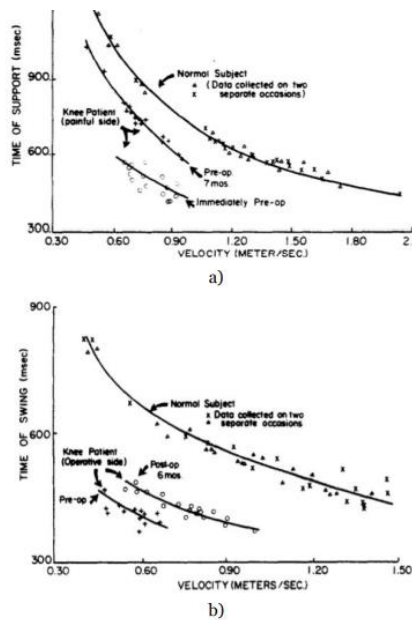 TIME OF SUPPORT (msec)
900
600
300
Normal Subject
(Data collected on two
separate occasions)
Knee Patient
(painful side)
Pre-op
7 mos
Immediately Pre-op
0.30 0.60 0.90 1.20 1.50 1.80 2.
VELOCITY (METER/SEC.)
a)
TIME OF SWING (msec)
900
600
300
Normal Subject
Data collected on two
separate occasions
Knee Patient
(Operative side)
Post-op
6 mos
Pre-op
0.30 0.60 0.90 1.20 1.50
VELOCITY (METERS/SEC.)
b)